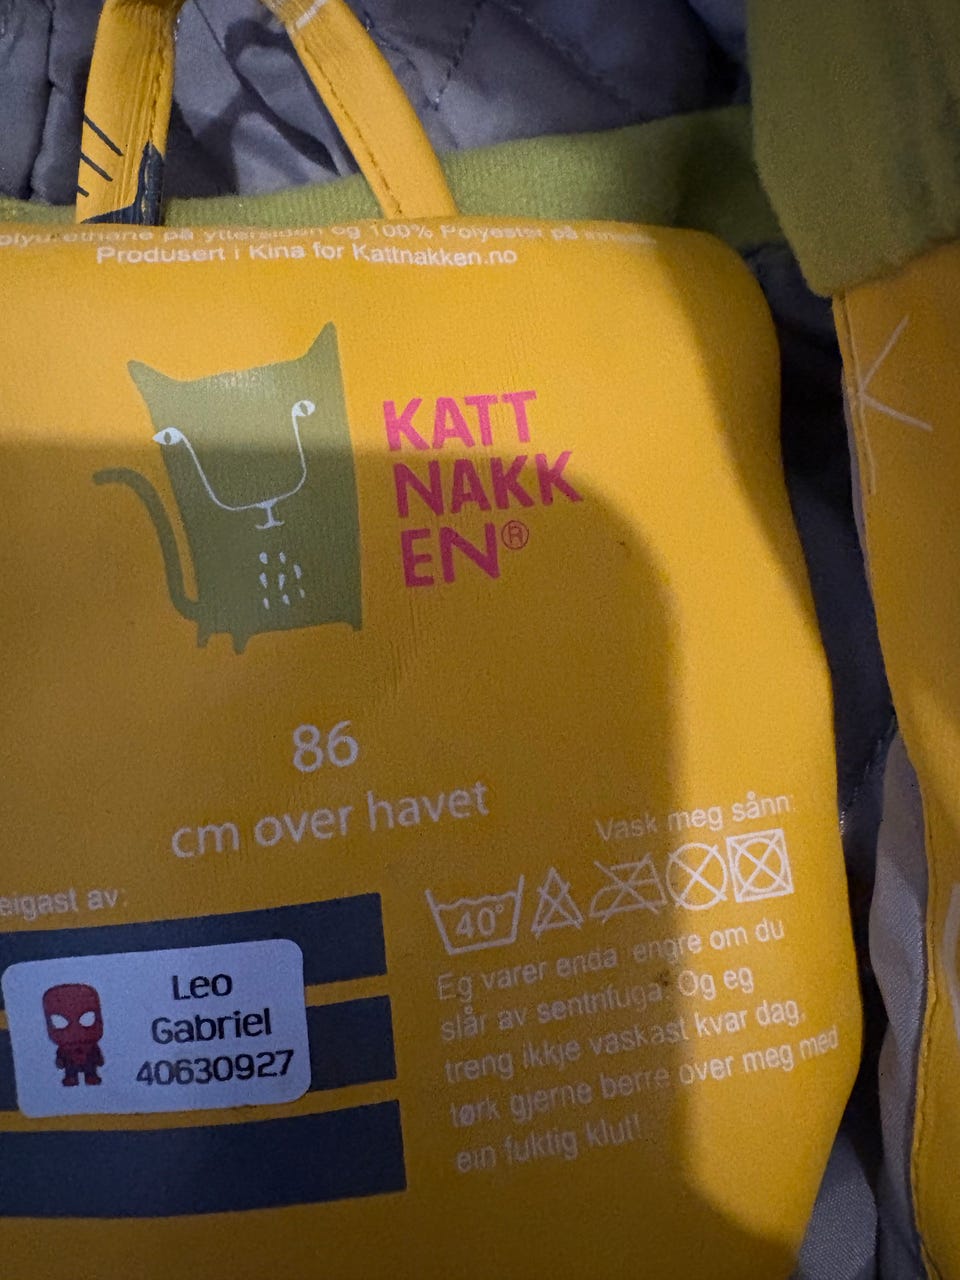 på yttersiden og 100% Polyester på
Produsert i Kina for Kattnakken.no
KATT
NAKK
EN®
86
cm over havet
Vask meg sånn:
eigast av:
40°
Leo
Gabriel
40630927
Eg varer enda lengre om du
slår av sentrifuga. Og eg
treng ikkje vaskast kvar dag,
tørk gjerne berre over meg med
ein fuktig klut!